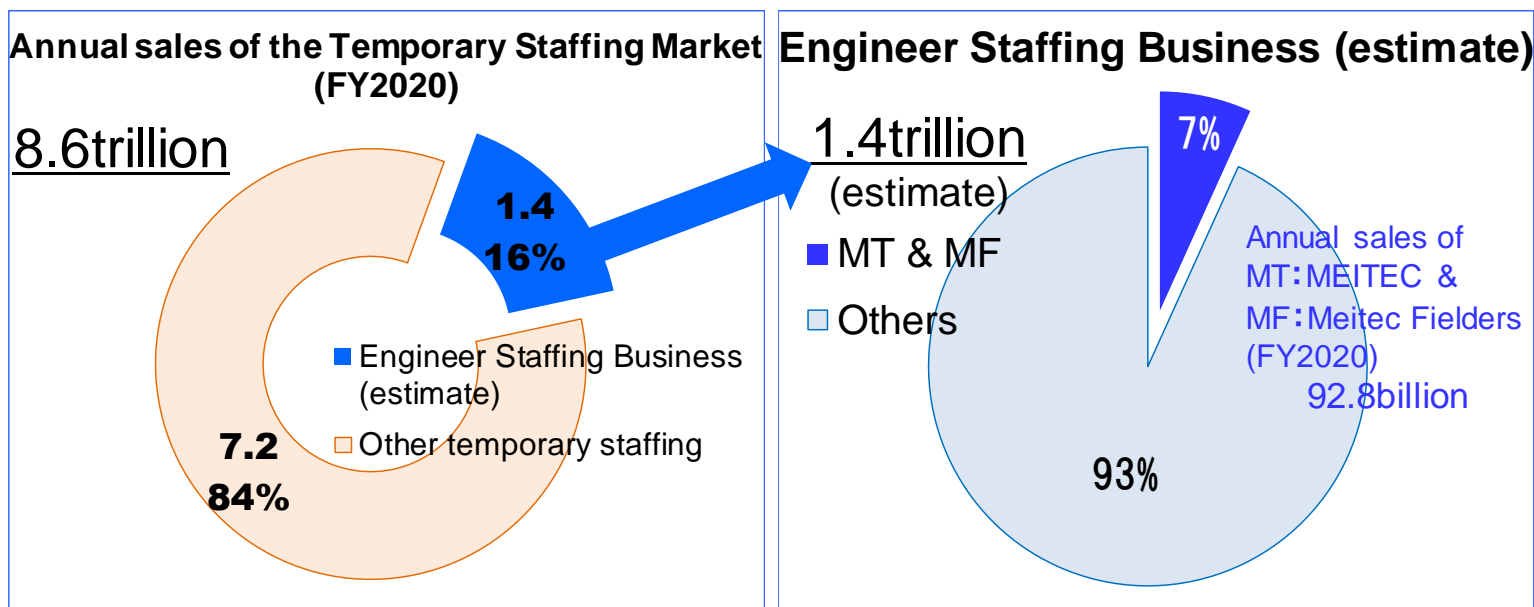 Annual sales of the Temporary Staffing Market
(FY2020)
8.6trillion
1.4
16%
Engineer Staffing Business
(estimate)
Other temporary staffing
7.2
84%
Engineer Staffing Business (estimate)
1.4trillion
(estimate)
MT & MF
Others
7%
Annual sales of
MT：MEITEC &
MF：Meitec Fielders
(FY2020)
92.8billion
93%